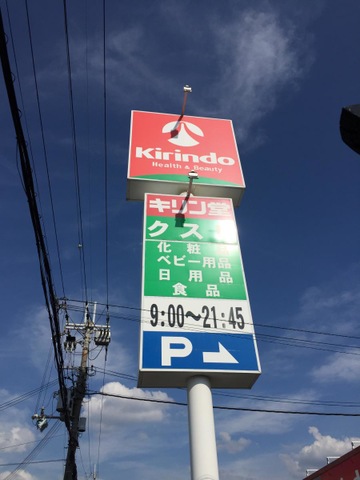 Kirindo
Health & Beauty
キリン堂
クスリ
化粧
ベビー用品
日用品
食品
9:00～21:45
P